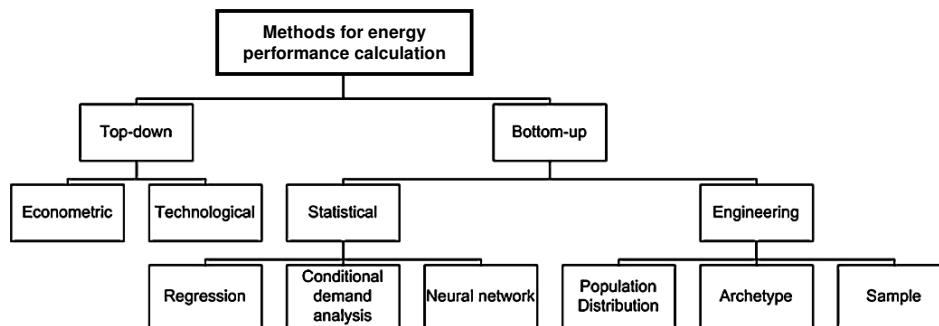 Methods for energy
performance calculation
Top-down
Bottom-up
Econometric
Technological
Statistical
Engineering
Regression
Conditional
demand
analysis
Neural network
Population
Distribution
Archetype
Sample